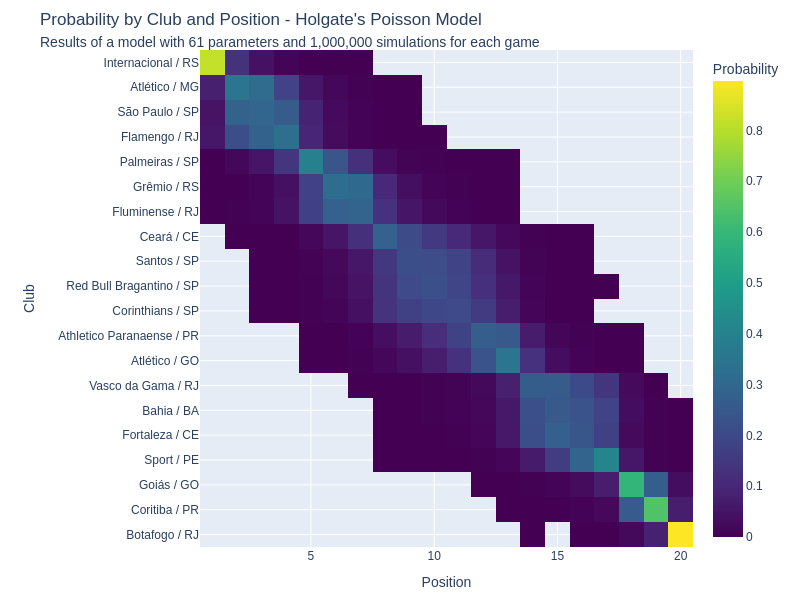 Probability by Club and Position - Holgate's Poisson Model
Results of a model with 61 parameters and 1,000,000 simulations for each game
Probability
Club
Internacional / RS
Atlético / MG
São Paulo / SP
Flamengo / RJ
Palmeiras / SP
Grêmio / RS
Fluminense / RJ
Ceará / CE
Santos / SP
Red Bull Bragantino / SP
Corinthians / SP
Athletico Paranaense / PR
Atlético / GO
Vasco da Gama / RJ
Bahia / BA
Fortaleza / CE
Sport / PE
Goiás / GO
Coritiba / PR
Botafogo / RJ
0.8
0.7
0.6
0.5
0.4
0.3
0.2
0.1
0
5 10 15 20
Position